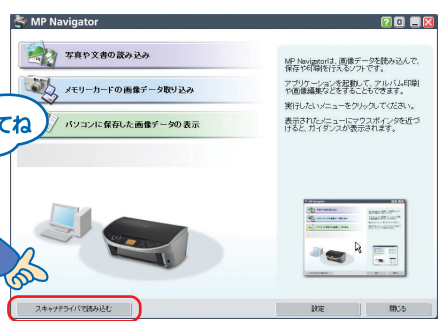 MP Navigator
写真や文書の読み込み
メモリーカードの画像データ取り込み
パソコンに保存した画像データの表示
てね
MP Navigatorは、画像データを読み込んで、
保存や印刷を行えるソフトです。
アプリケーションを起動して、アルバム印刷
や画像編集などをすることもできます。
実行したいメニューをクリックしてください。
表示されたメニューにマウスポインタを近づ
けると、ガイダンスが表示されます。
スキャナドライバで読み込む
設定
閉じる